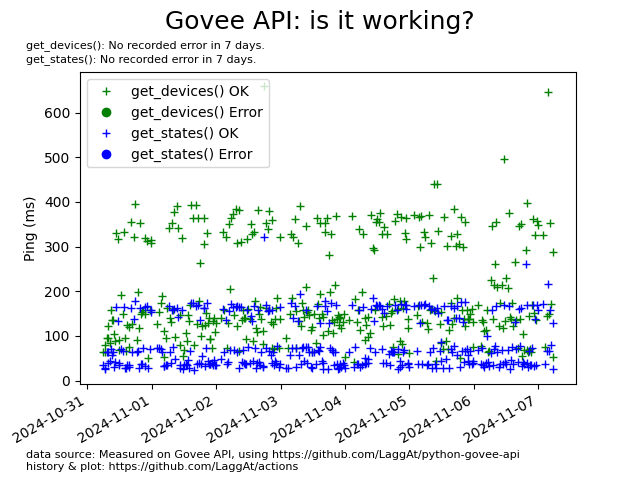 Govee API: is it working?
get_devices(): No recorded error in 7 days.
get_states(): No recorded error in 7 days.
get_devices() OK
get_devices() Error
get_states() OK
get_states() Error
Ping (ms)
600
500
400
300
200
100
0
2024-10-31
2024-11-01
2024-11-02
2024-11-03
2024-11-04
2024-11-05
2024-11-06
2024-11-07
data source: Measured on Govee API, using https://github.com/LaggAt/python-govee-api
history & plot: https://github.com/LaggAt/actions